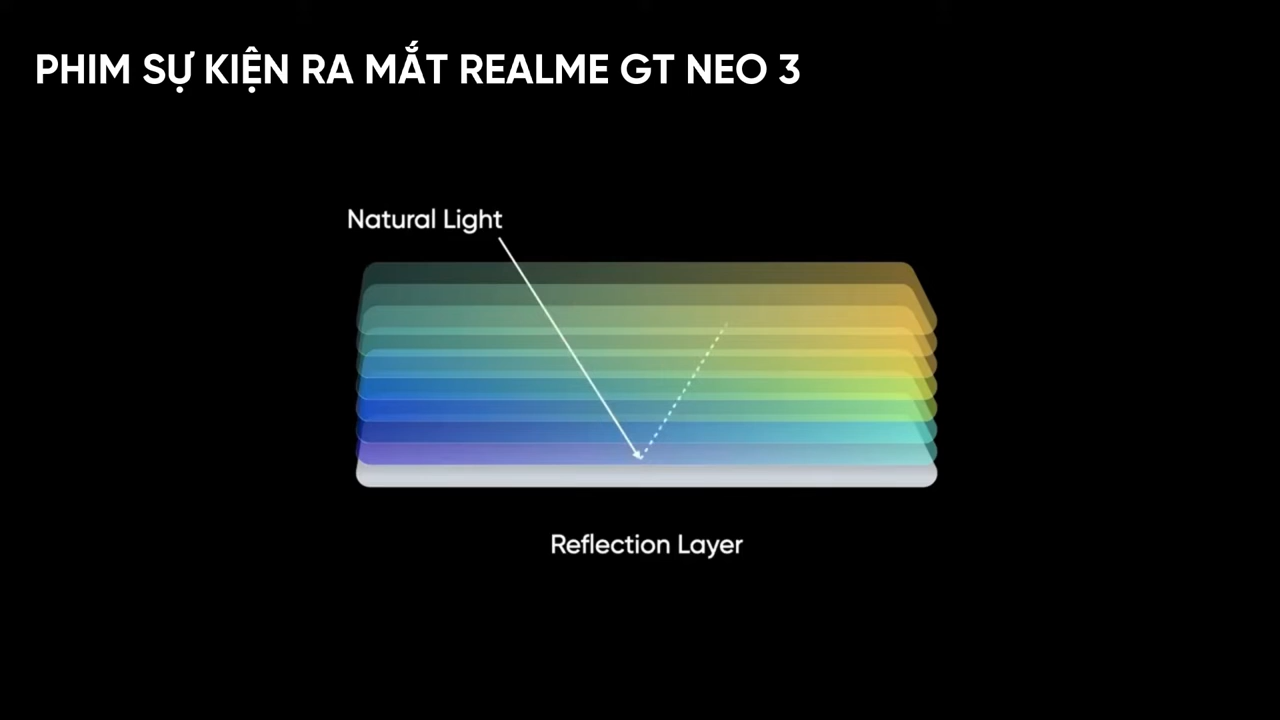 PHIM SỰ KIỆN RA MẮT REALME GT NEO 3
Natural Light
Reflection Layer